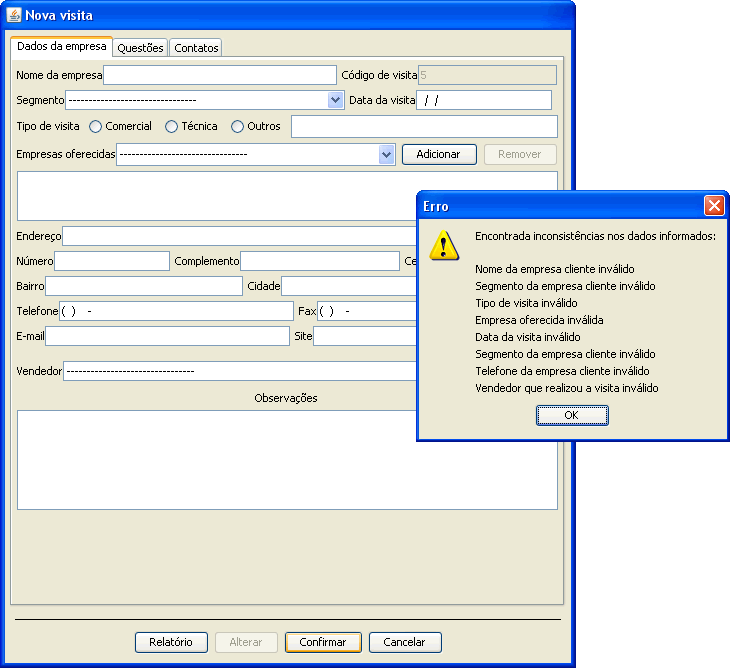 Nova visita
Dados da empresa Questões Contatos
Nome da empresa Código de visita 5
Segmento -------------------------------- Data da visita / /
Tipo de visita Comercial Técnica Outros
Empresas oferecidas -------------------------------- Adicionar Remover
Endereço
Número Complemento Ce
Bairro Cidade
Telefone ( ) - Fax ( ) -
E-mail Site
Vendedor --------------------------------
Observações
Relatório Alterar Confirmar Cancelar
Erro
Encontrada inconsistências nos dados informados:
Nome da empresa cliente inválido
Segmento da empresa cliente inválido
Tipo de visita inválido
Empresa oferecida inválida
Data da visita inválido
Segmento da empresa cliente inválido
Telefone da empresa cliente inválido
Vendedor que realizou a visita inválido
OK